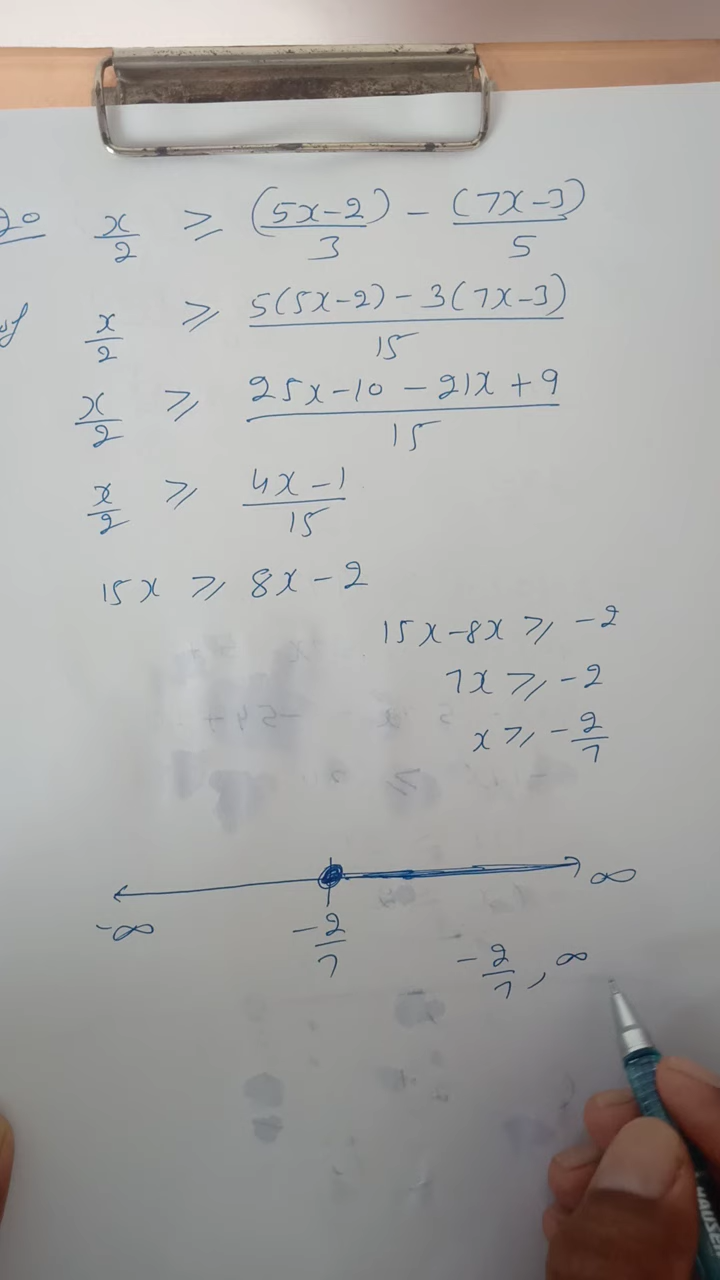 20 x/2 ⩾ (5x-2)/3 - (7x-3)/5
x/2 ⩾ 5(5x-2) - 3(7x-3)/15
x/2 ⩾ 25x-10 - 21x + 9/15
x/2 ⩾ 4x-1/15
15x ⩾ 8x-2
15x-8x ⩾ -2
7x ⩾ -2
x ⩾ -2/7
-∞ -2/7 ∞
-2/7, ∞